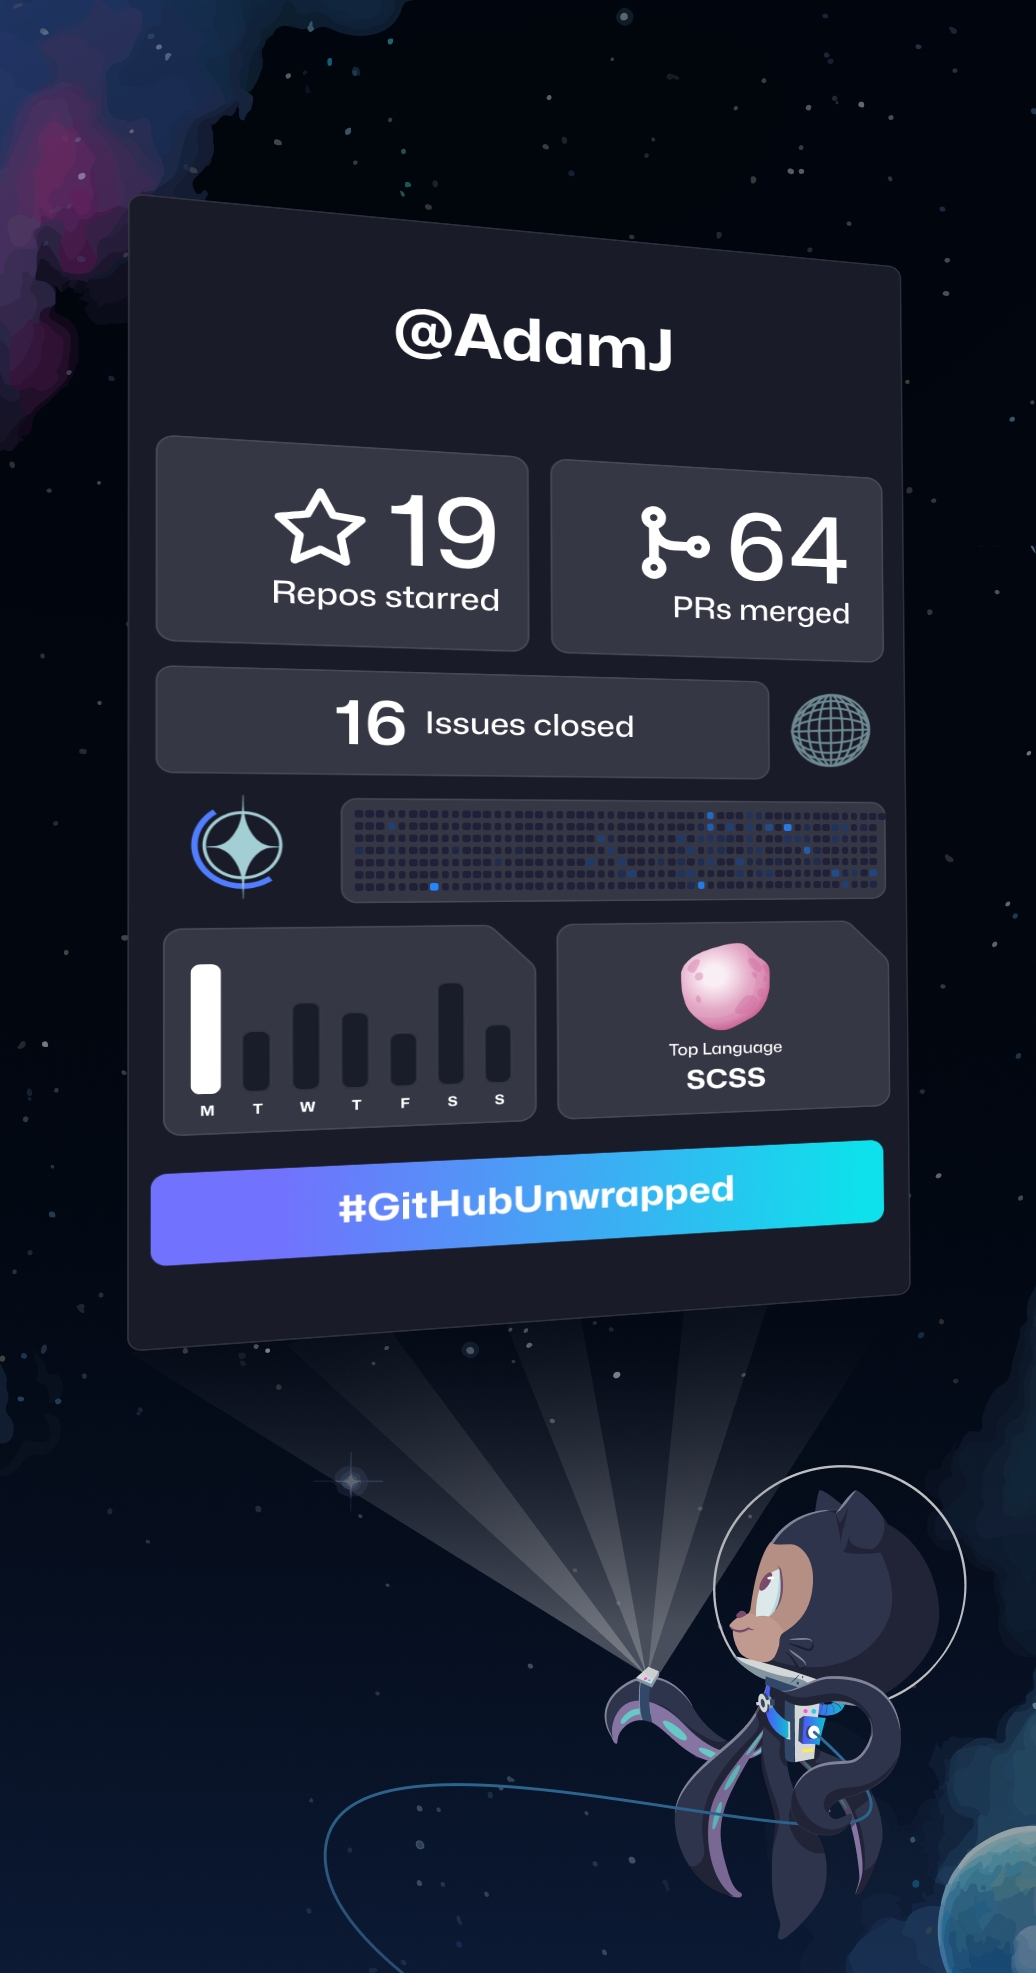 @AdamJ
19
Repos starred
64
PRs merged
16 Issues closed
M T W T F S S
Top Language
SCSS
#GitHubUnwrapped